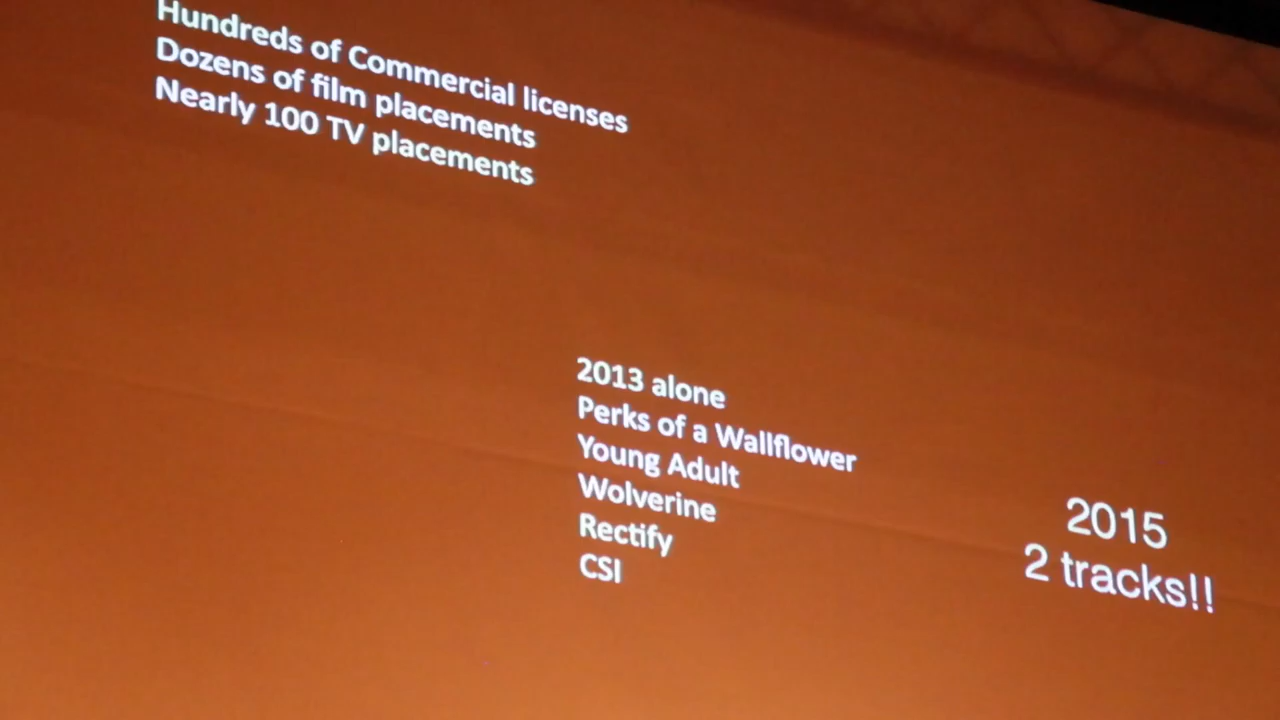 Hundreds of Commercial licenses
Dozens of film placements
Nearly 100 TV placements
2013 alone
Perks of a Wallflower
Young Adult
Wolverine
Rectify
CSI
2015
2 tracks!!